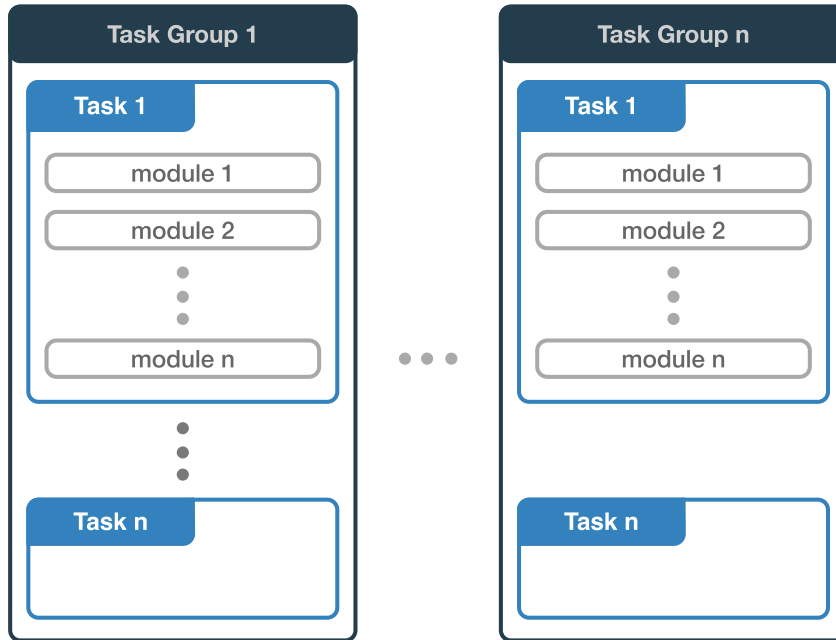 Task Group 1
Task 1
module 1
module 2
module n
Task n
Task Group n
Task 1
module 1
module 2
module n
Task n